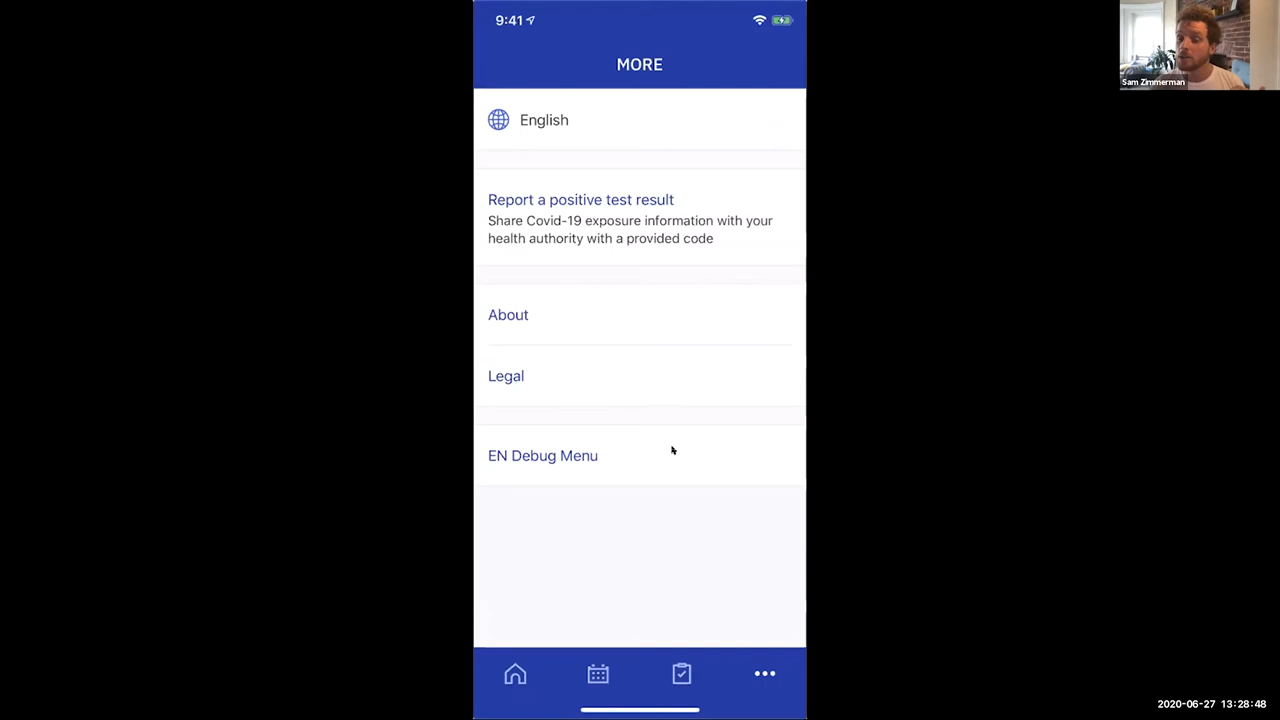 9:41
MORE
English
Report a positive test result
Share Covid-19 exposure information with your
health authority with a provided code
About
Legal
EN Debug Menu
Sam Zimmerman
2020-06-27 13:28:48